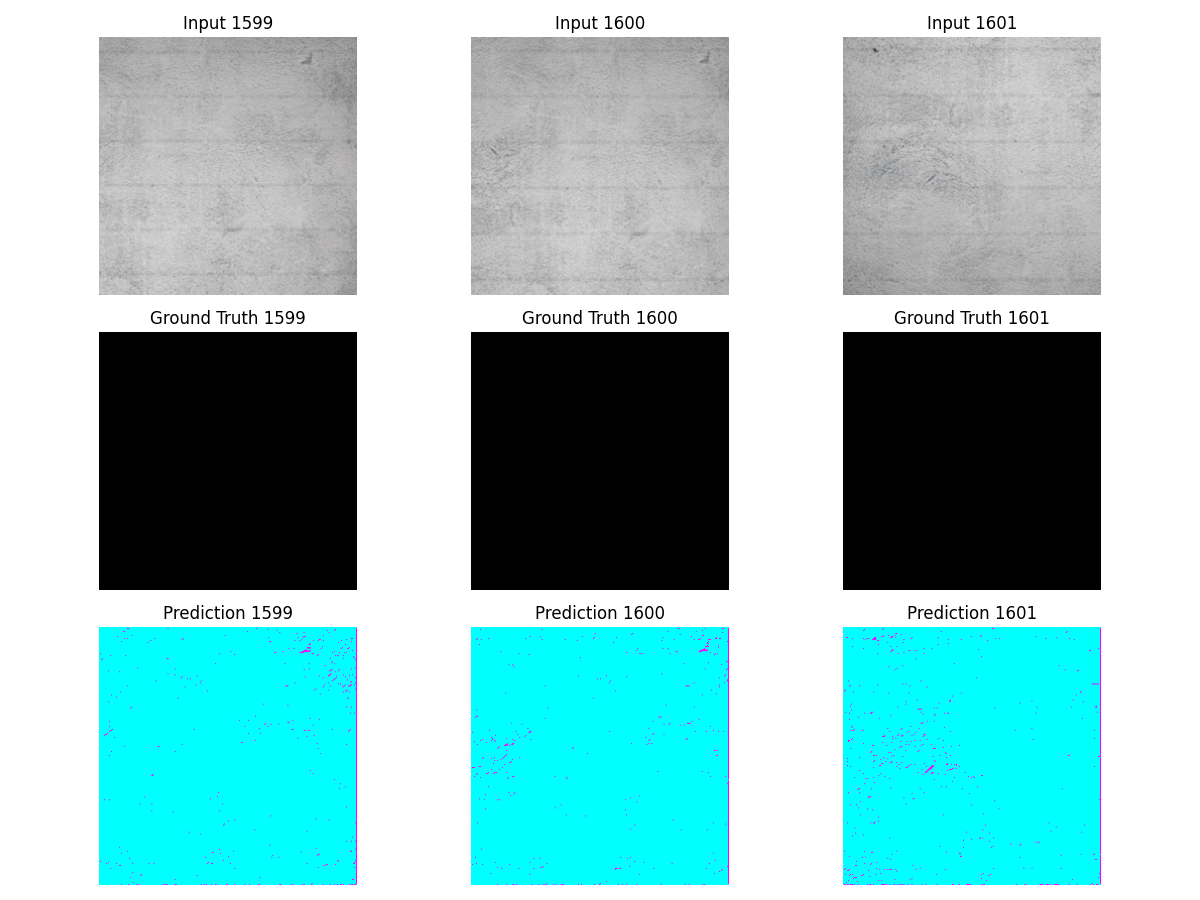 Input 1599
Input 1600
Input 1601
Ground Truth 1599
Ground Truth 1600
Ground Truth 1601
Prediction 1599
Prediction 1600
Prediction 1601